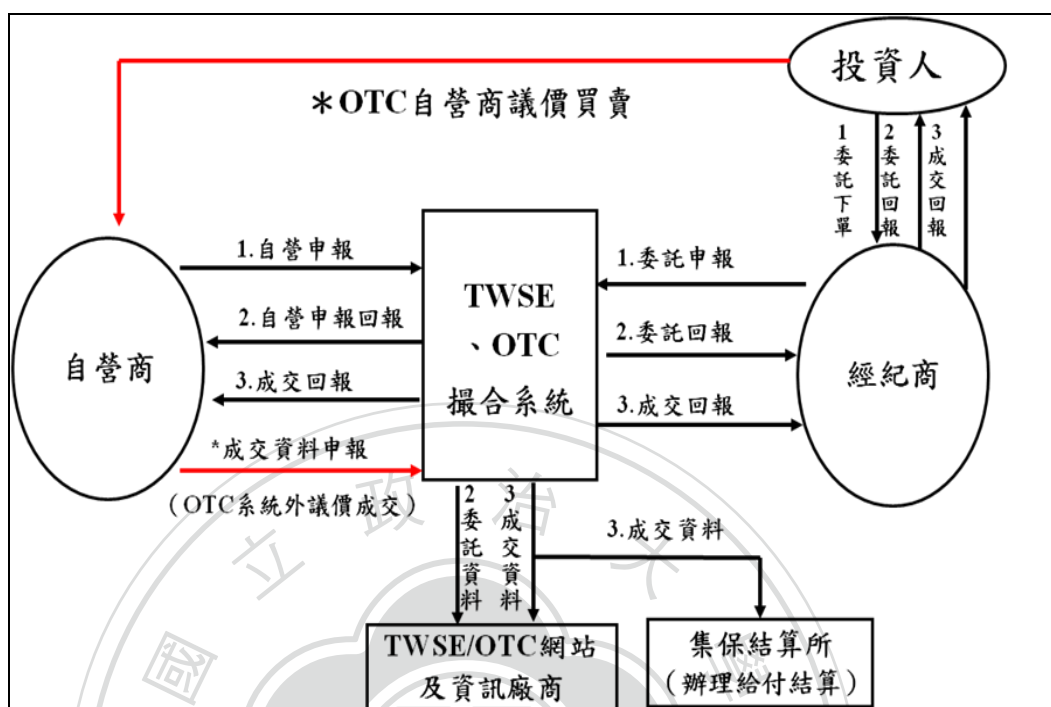 投資人
＊OTC自營商議價買賣
1委託下單
2委託回報
3成交回報
1.自營申報
2.自營申報回報
3.成交回報
*成交資料申報
（OTC系統外議價成交）
自營商
TWSE
、OTC
撮合系統
1.委託申報
2.委託回報
3.成交回報
經紀商
2委託資料
3成交資料
3.成交資料
TWSE/OTC網站
及資訊廠商
集保結算所
（辦理給付結算）
國立政治大學